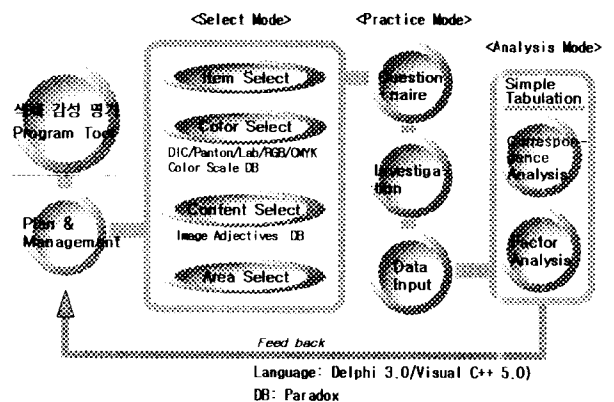 <Select Mode>
<Practice Mode>
<Analysis Mode>
색채 감성 명지
Program Tool
Plan &
Management
Item Select
Color Select
DIC/Panton/Lab/RGB/CMYK
Color Scale DB
Content Select
Image Adjectives DB
Area Select
Question
naire
Investiga-
tion
Data
Input
Simple
Tabulation
Correspon-
dence
Analysis
Factor
Analysis
Feed back
Language: Delphi 3.0/Visual C++ 5.0)
DB: Paradox